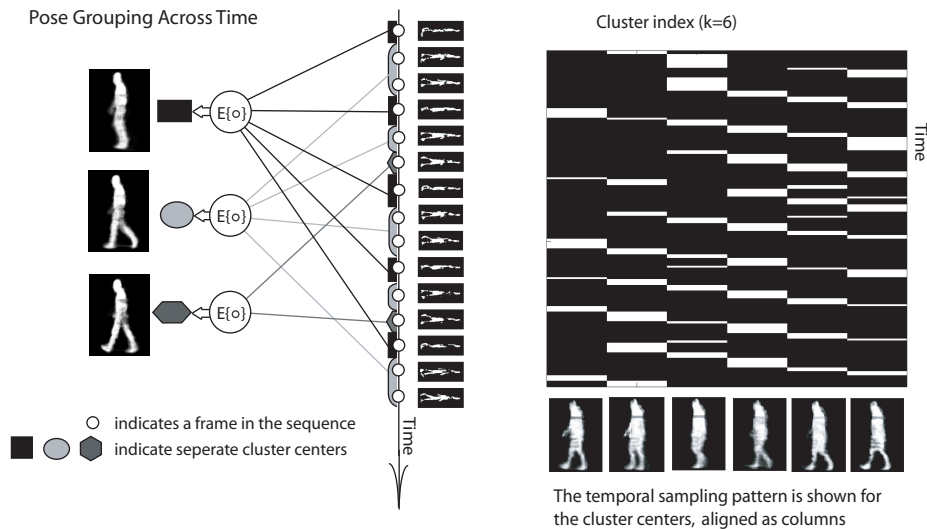 Pose Grouping Across Time
E{o}
E{o}
E{o}
indicates a frame in the sequence
indicate seperate cluster centers
Time
Cluster index (k=6)
Time
The temporal sampling pattern is shown for
the cluster centers, aligned as columns